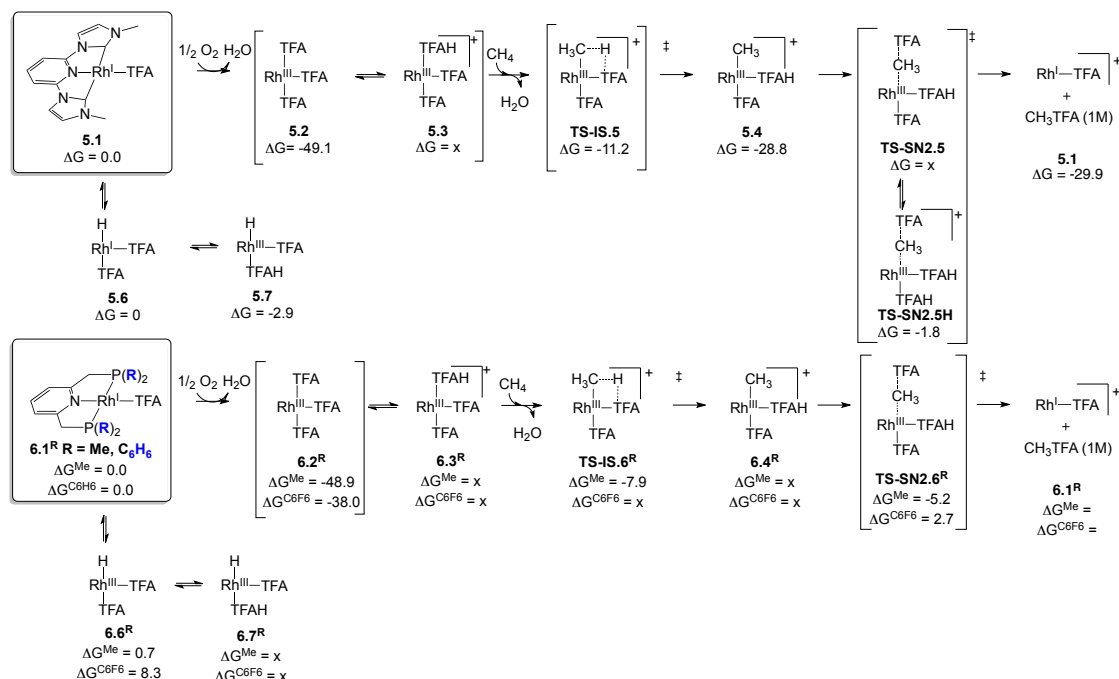 N
N
N
N
N
Rh^I—TFA
5.1
ΔG = 0.0
1/2 O2 H2O
TFA
Rh^III—TFA
TFA
5.2
ΔG = -49.1
TFAH
+
Rh^III—TFA
TFA
5.3
ΔG = x
CH4
H2O
H3C H
+
‡
Rh^III TFA
TFA
TS-IS.5
ΔG = -11.2
CH3
+
Rh^III—TFAH
TFA
5.4
ΔG = -28.8
TFA
‡
CH3
Rh^III—TFAH
TFA
TS-SN2.5
ΔG = x
TFA
+
CH3
Rh^III—TFAH
TFAH
TS-SN2.5H
ΔG = -1.8
Rh^I—TFA
+
+
CH3TFA (1M)
5.1
ΔG = -29.9
H
Rh^I—TFA
TFA
5.6
ΔG = 0
H
Rh^III—TFA
TFAH
5.7
ΔG = -2.9
P(R)2
N
Rh^I—TFA
P(R)2
6.1^R R = Me, C6H6
ΔG^Me = 0.0
ΔG^C6H6 = 0.0
1/2 O2 H2O
TFA
Rh^III—TFA
TFA
6.2^R
ΔG^Me = -48.9
ΔG^C6F6 = -38.0
TFAH
+
Rh^III—TFA
TFA
6.3^R
ΔG^Me = x
ΔG^C6F6 = x
CH4
H2O
H3C H
+
‡
Rh^III TFA
TFA
TS-IS.6^R
ΔG^Me = -7.9
ΔG^C6F6 = x
CH3
+
Rh^III—TFAH
TFA
6.4^R
ΔG^Me = x
ΔG^C6F6 = x
TFA
‡
CH3
Rh^III—TFAH
TFA
TS-SN2.6^R
ΔG^Me = -5.2
ΔG^C6F6 = 2.7
Rh^I—TFA
+
+
CH3TFA (1M)
6.1^R
ΔG^Me =
ΔG^C6F6 =
H
Rh^III—TFA
TFA
6.6^R
ΔG^Me = 0.7
ΔG^C6F6 = 8.3
H
Rh^III—TFA
TFAH
6.7^R
ΔG^Me = x
ΔG^C6F6 = x